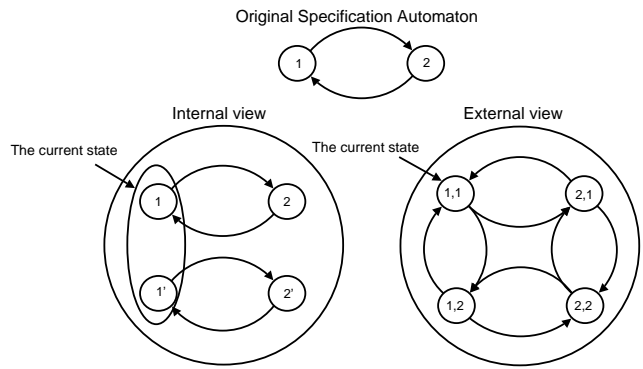 Original Specification Automaton
1
2
Internal view
External view
The current state
The current state
1
2
1'
2'
1,1
2,1
1,2
2,2